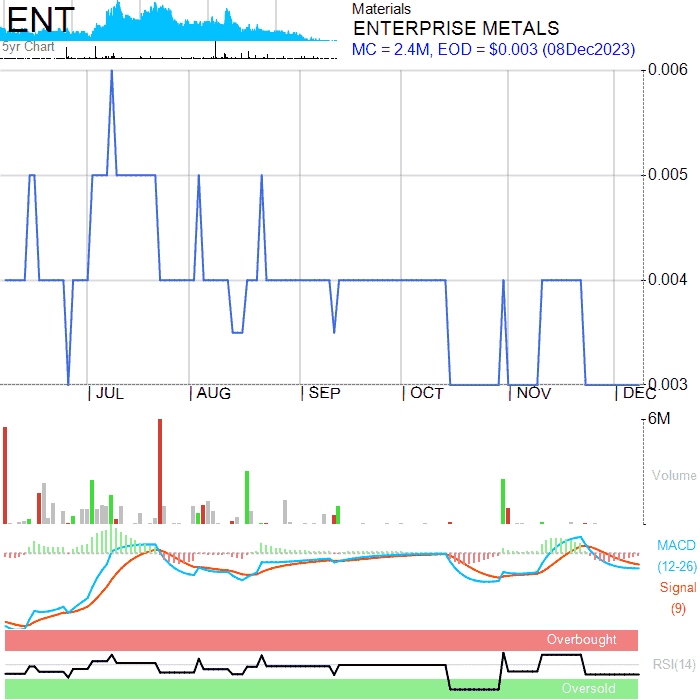 ENT
5yr Chart
Materials
ENTERPRISE METALS
MC = 2.4M, EOD = $0.003 (08Dec2023)
0.006
0.005
0.004
0.003
JUL AUG SEP OCT NOV DEC
6M
Volume
MACD
(12-26)
Signal
(9)
Overbought
RSI(14)
Oversold